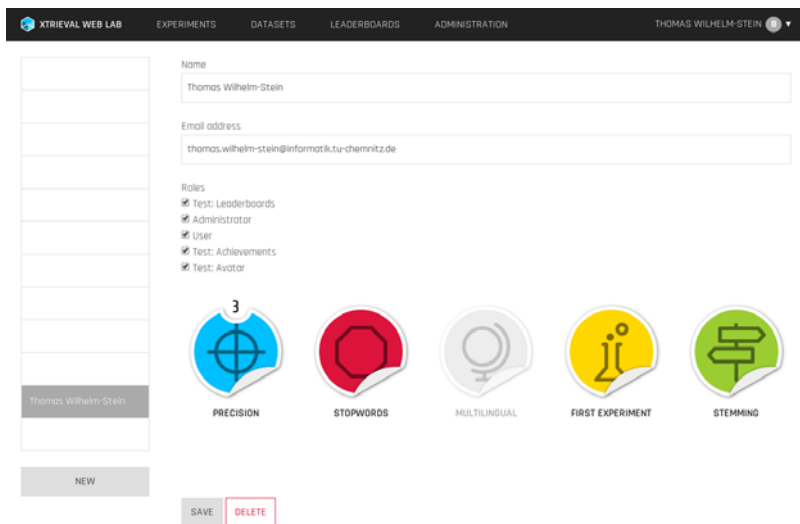 XTRIEVAL WEB LAB EXPERIMENTS DATASETS LEADERBOARDS ADMINISTRATION THOMAS WILHELM-STEIN 8
Name
Thomas Wilhelm-Stein
Email address
thomas.wilhelm-stein@informatik.tu-chemnitz.de
Roles
Test: Leaderboards
Administrator
User
Test: Achievements
Test: Avatar
3
PRECISION STOPWORDS MULTILINGUAL FIRST EXPERIMENT STEMMING
Thomas Wilhelm-Stein
NEW
SAVE DELETE